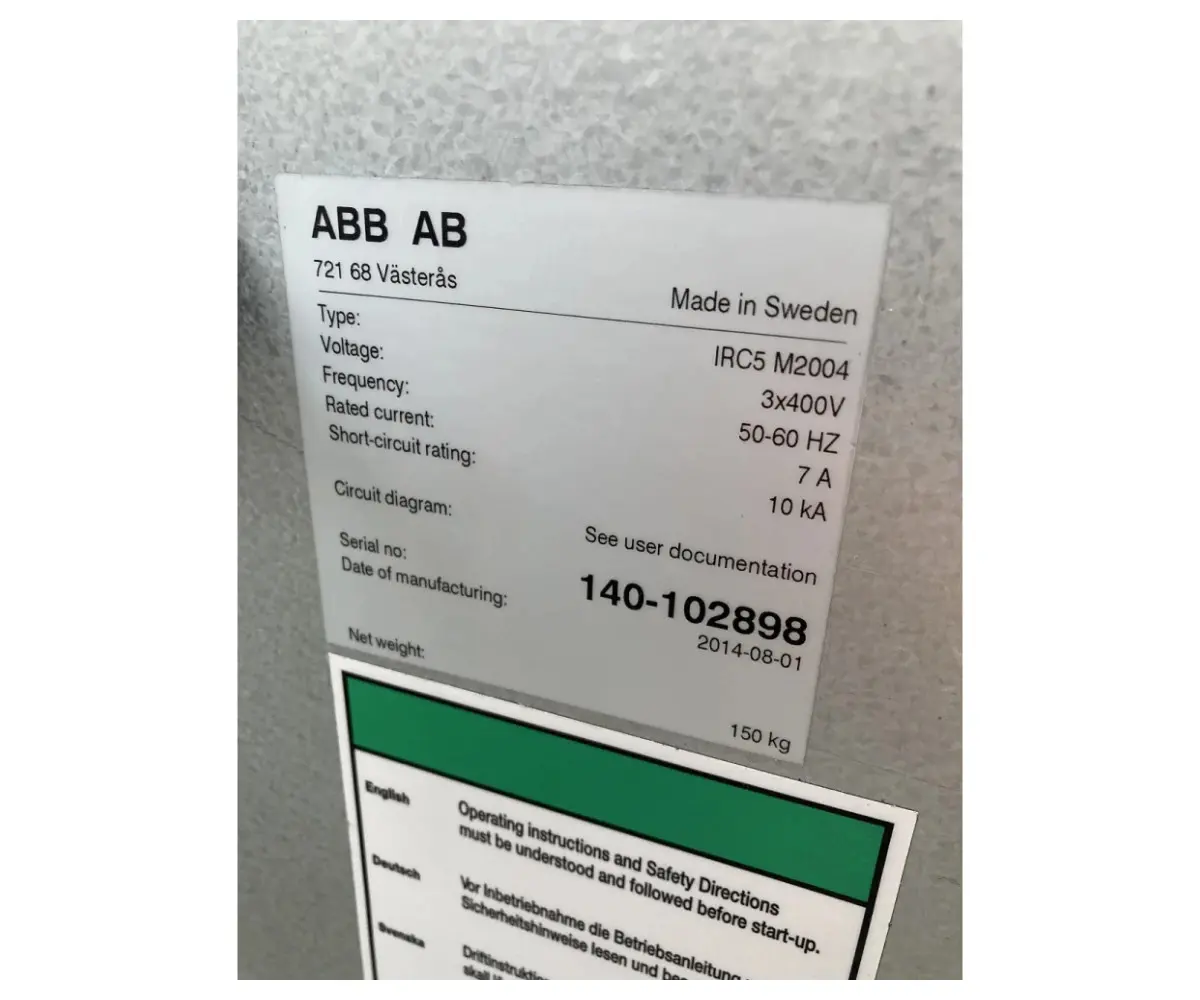 ABB AB
721 68 Västerås
Made in Sweden
Type: IRC5 M2004
Voltage: 3x400V
Frequency: 50-60 HZ
Rated current: 7 A
Short-circuit rating: 10 kA
Circuit diagram: See user documentation
Serial no: 140-102898
Date of manufacturing: 2014-08-01
Net weight: 150 kg
English Operating instructions and Safety Directions
must be understood and followed before start-up.
Deutsch Vor Inbetriebnahme die Betriebsanleitung
Sicherheitshinweise lesen und
Svenska
skall